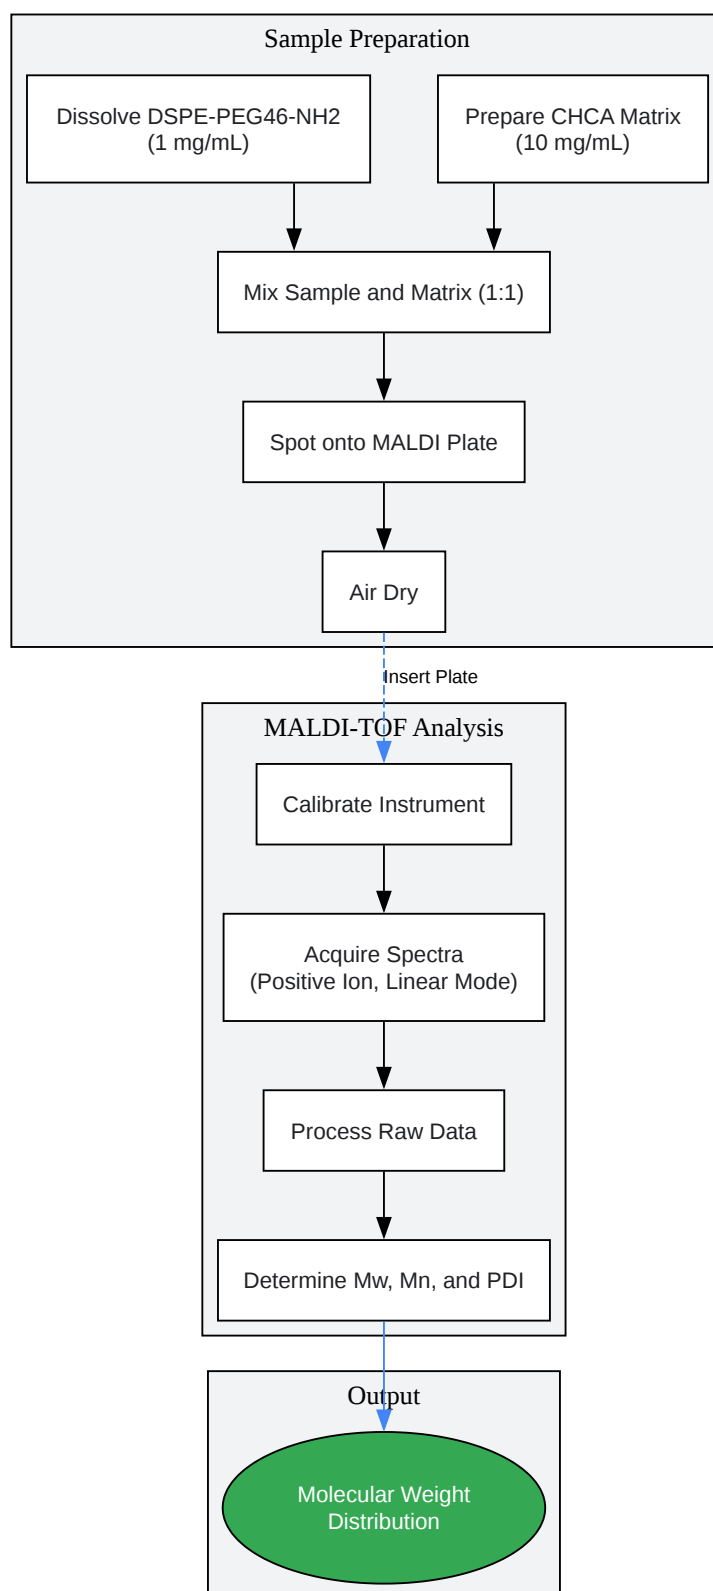 Sample Preparation
Dissolve DSPE-PEG46-NH2
(1 mg/mL)
Prepare CHCA Matrix
(10 mg/mL)
Mix Sample and Matrix (1:1)
Spot onto MALDI Plate
Air Dry
Insert Plate
MALDI-TOF Analysis
Calibrate Instrument
Acquire Spectra
(Positive Ion, Linear Mode)
Process Raw Data
Determine Mw, Mn, and PDI
Output
Molecular Weight
Distribution